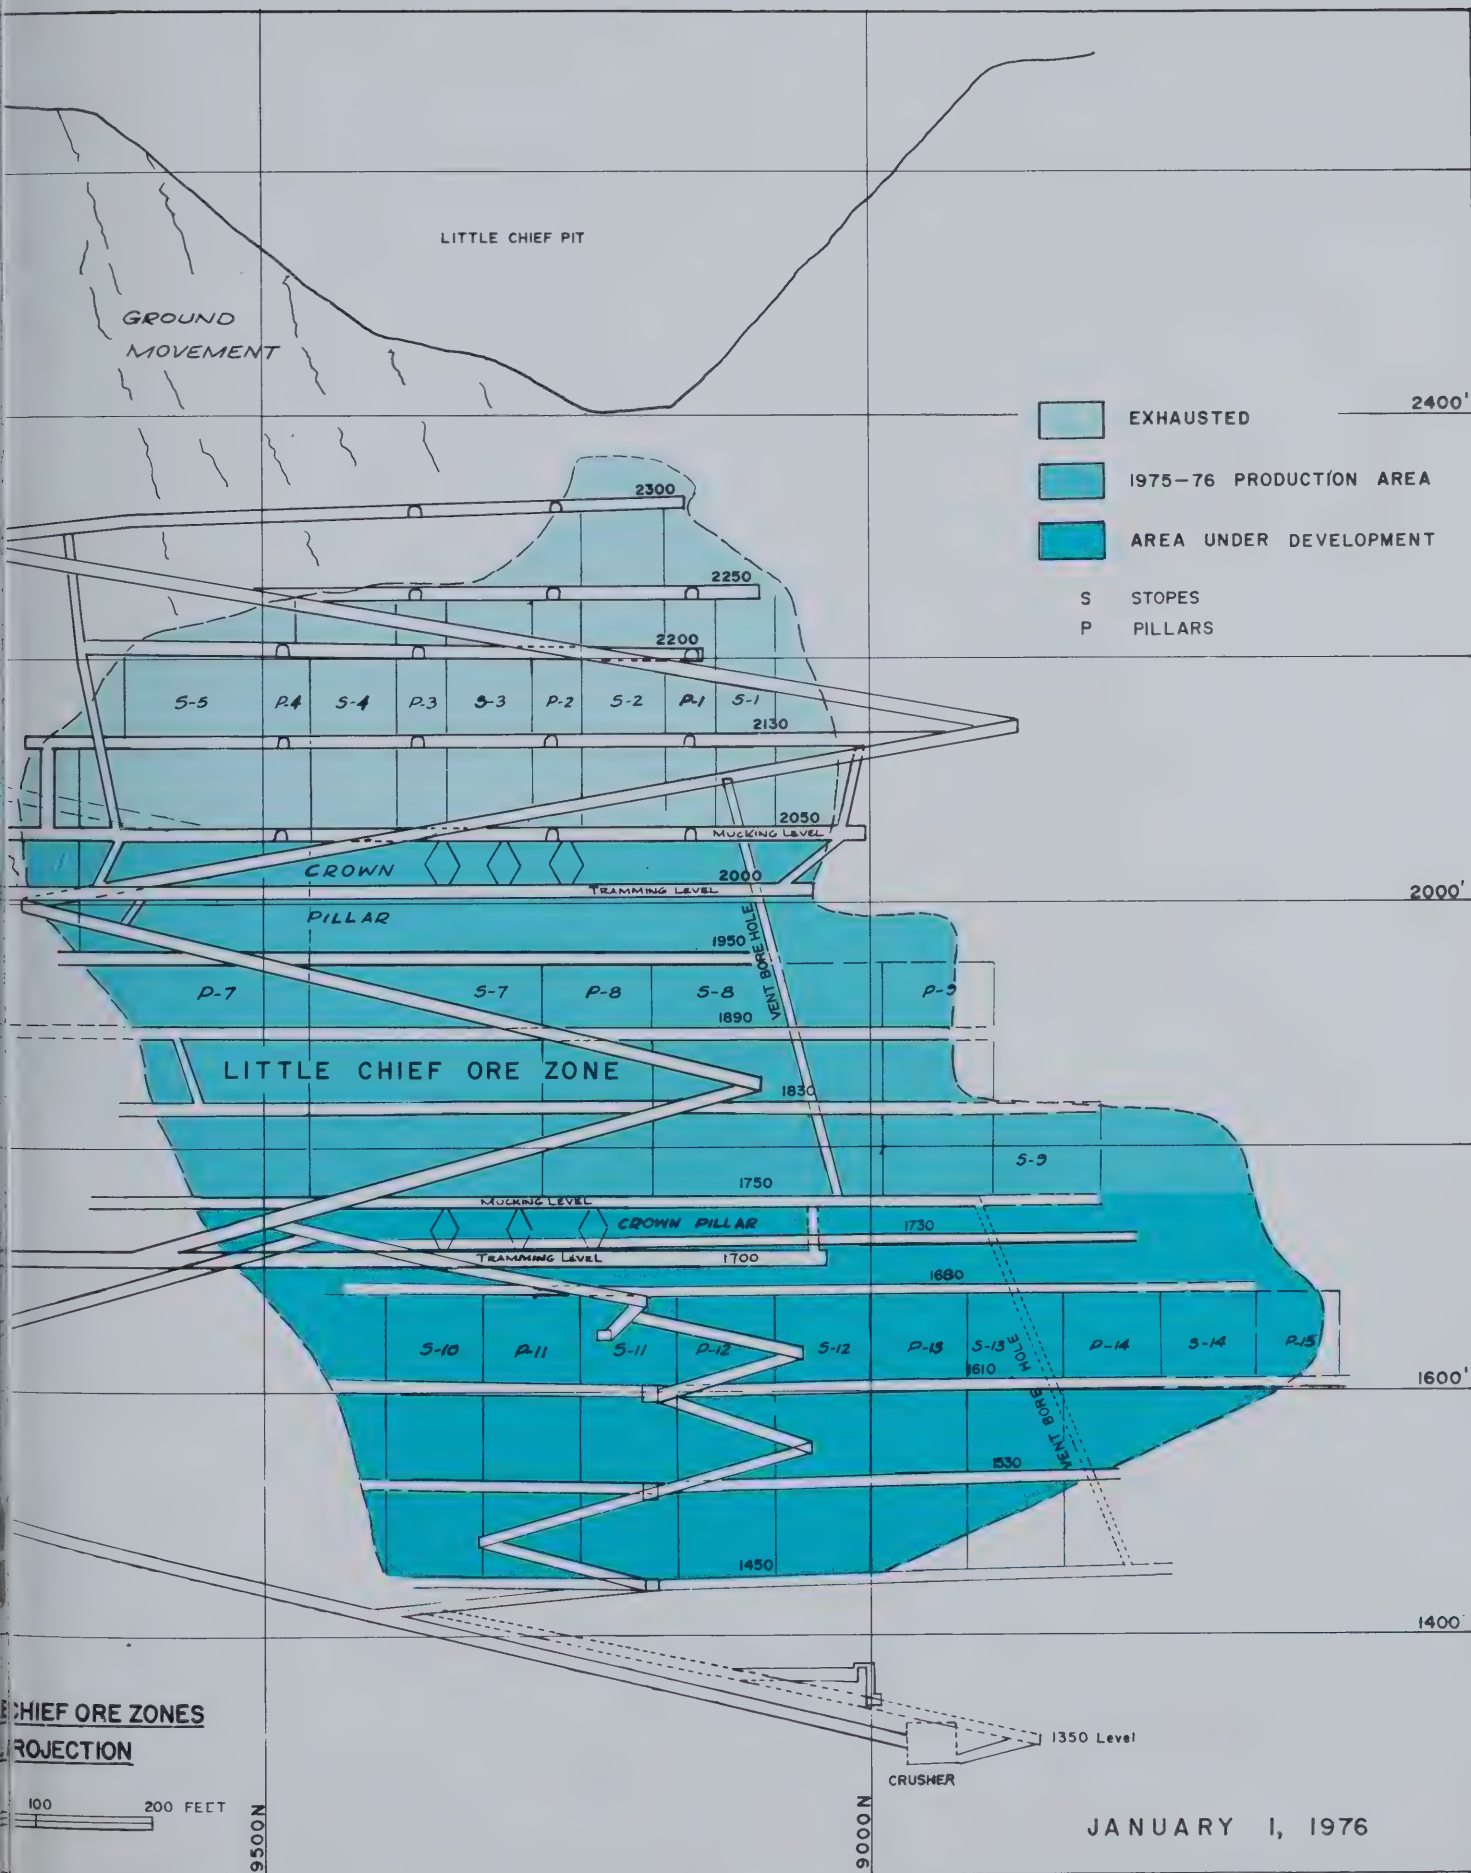 LITTLE CHIEF PIT
GROUND
MOVEMENT
2400'
EXHAUSTED
1975-76 PRODUCTION AREA
AREA UNDER DEVELOPMENT
S STOPES
P PILLARS
2300
2250
2200
S-5 P-4 S-4 P-3 S-3 P-2 S-2 P-1 S-1
2130
2050
MUCKING LEVEL
CROWN
2000
TRAMMING LEVEL
2000'
PILLAR
1950
VENT BORE HOLE
P-7 S-7 P-8 S-8 P-9
1890
LITTLE CHIEF ORE ZONE
1830
S-9
1750
MUCKING LEVEL
CROWN PILLAR
1730
TRAMMING LEVEL
1700
1680
S-10 P-11 S-11 P-12 S-12 P-13 S-13 P-14 S-14 P-15
1610
1600'
VENT BORE HOLE
1530
1450
1400'
CHIEF ORE ZONES
ROJECTION
1350 Level
CRUSHER
100 200 FEET
9500N
9000N
JANUARY 1, 1976